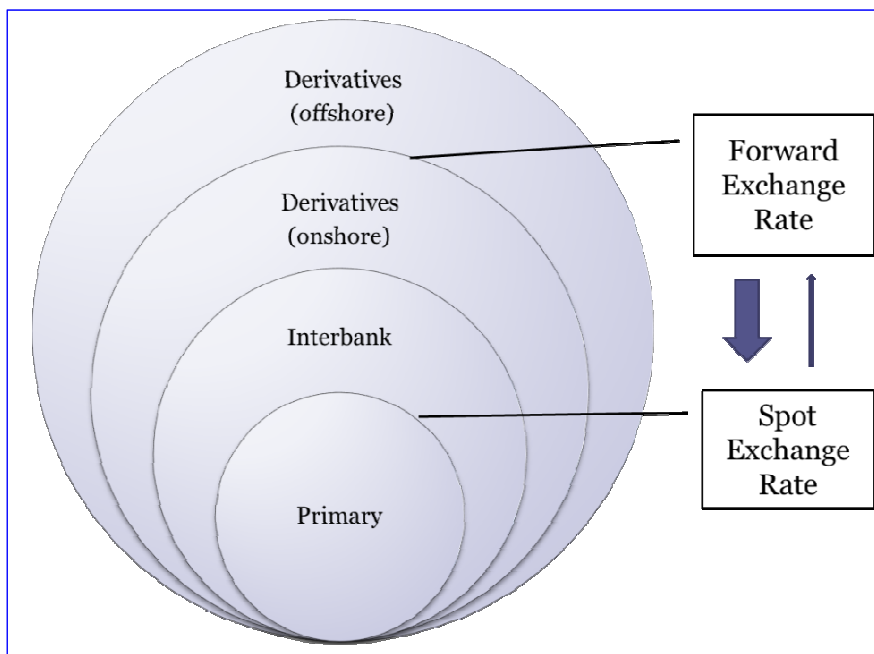 Derivatives
(offshore)
Derivatives
(onshore)
Interbank
Primary
Forward
Exchange
Rate
Spot
Exchange
Rate